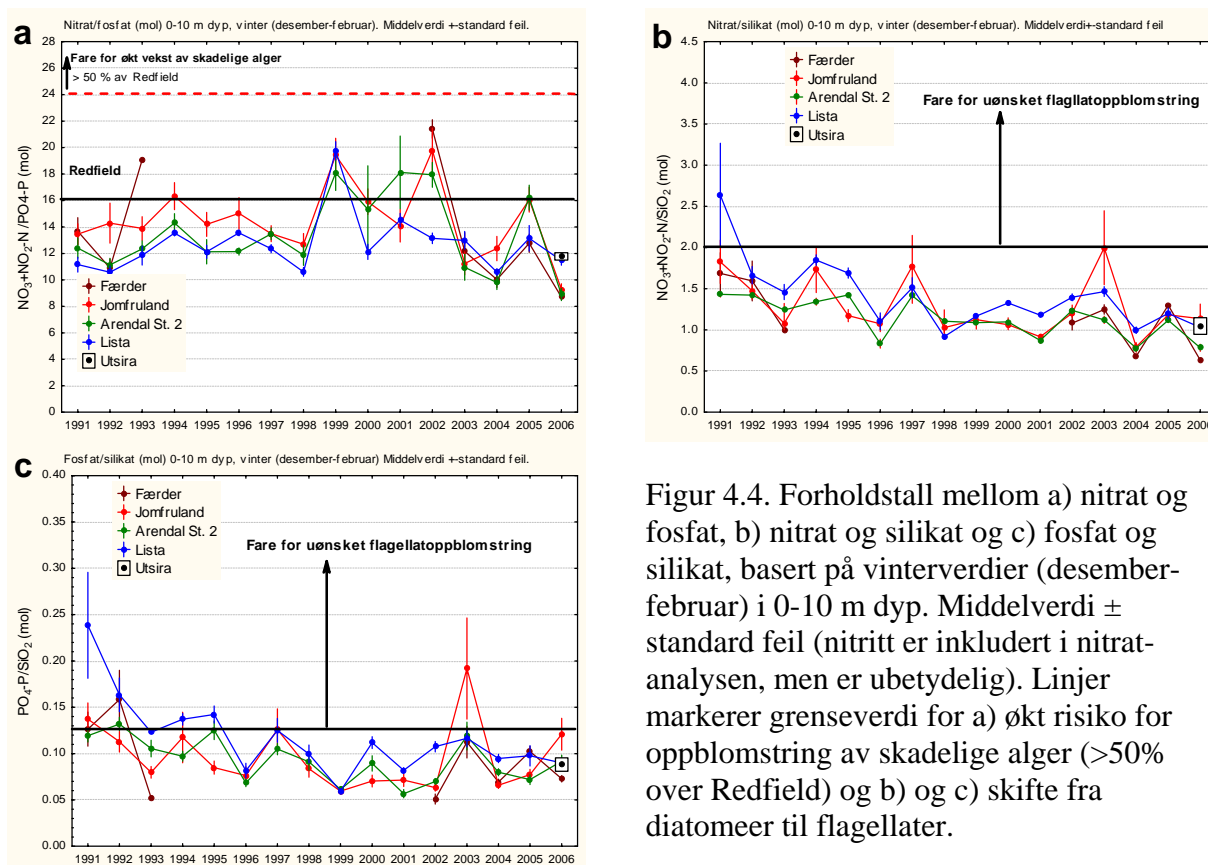 a
Nitrat/fosfat (mol) 0-10 m dyp, vinter (desember-februar). Middelverdi +-standard feil.
NO3+NO2-N /PO4-P (mol)
28
26
24
22
20
18
16
14
12
10
8
6
4
2
0
Fare for økt vekst av skadelige alger
> 50 % av Redfield
Redfield
Færder
Jomfruland
Arendal St. 2
Lista
Utsira
1991 1992 1993 1994 1995 1996 1997 1998 1999 2000 2001 2002 2003 2004 2005 2006
b
Nitrat/silikat (mol) 0-10 m dyp, vinter (desember-februar). Middelverdi+-standard feil
NO3+NO2-N/SiO2 (mol)
4.5
4.0
3.5
3.0
2.5
2.0
1.5
1.0
0.5
0.0
Færder
Jomfruland
Arendal St. 2
Lista
Utsira
Fare for uønsket flagllatoppblomstring
1991 1992 1993 1994 1995 1996 1997 1998 1999 2000 2001 2002 2003 2004 2005 2006
c
Fosfat/silikat (mol) 0-10 m dyp, vinter (desember-februar) Middelverdi +-standard feil.
PO4-P/SiO2 (mol)
0.40
0.35
0.30
0.25
0.20
0.15
0.10
0.05
0.00
Færder
Jomfruland
Arendal St. 2
Lista
Utsira
Fare for uønsket flagellatoppblomstring
1991 1992 1993 1994 1995 1996 1997 1998 1999 2000 2001 2002 2003 2004 2005 2006
Figur 4.4. Forholdstall mellom a) nitrat og
fosfat, b) nitrat og silikat og c) fosfat og
silikat, basert på vinterverdier (desember-
februar) i 0-10 m dyp. Middelverdi ±
standard feil (nitritt er inkludert i nitrat-
analysen, men er ubetydelig). Linjer
markerer grenseverdi for a) økt risiko for
oppblomstring av skadelige alger (>50%
over Redfield) og b) og c) skifte fra
diatomeer til flagellater.